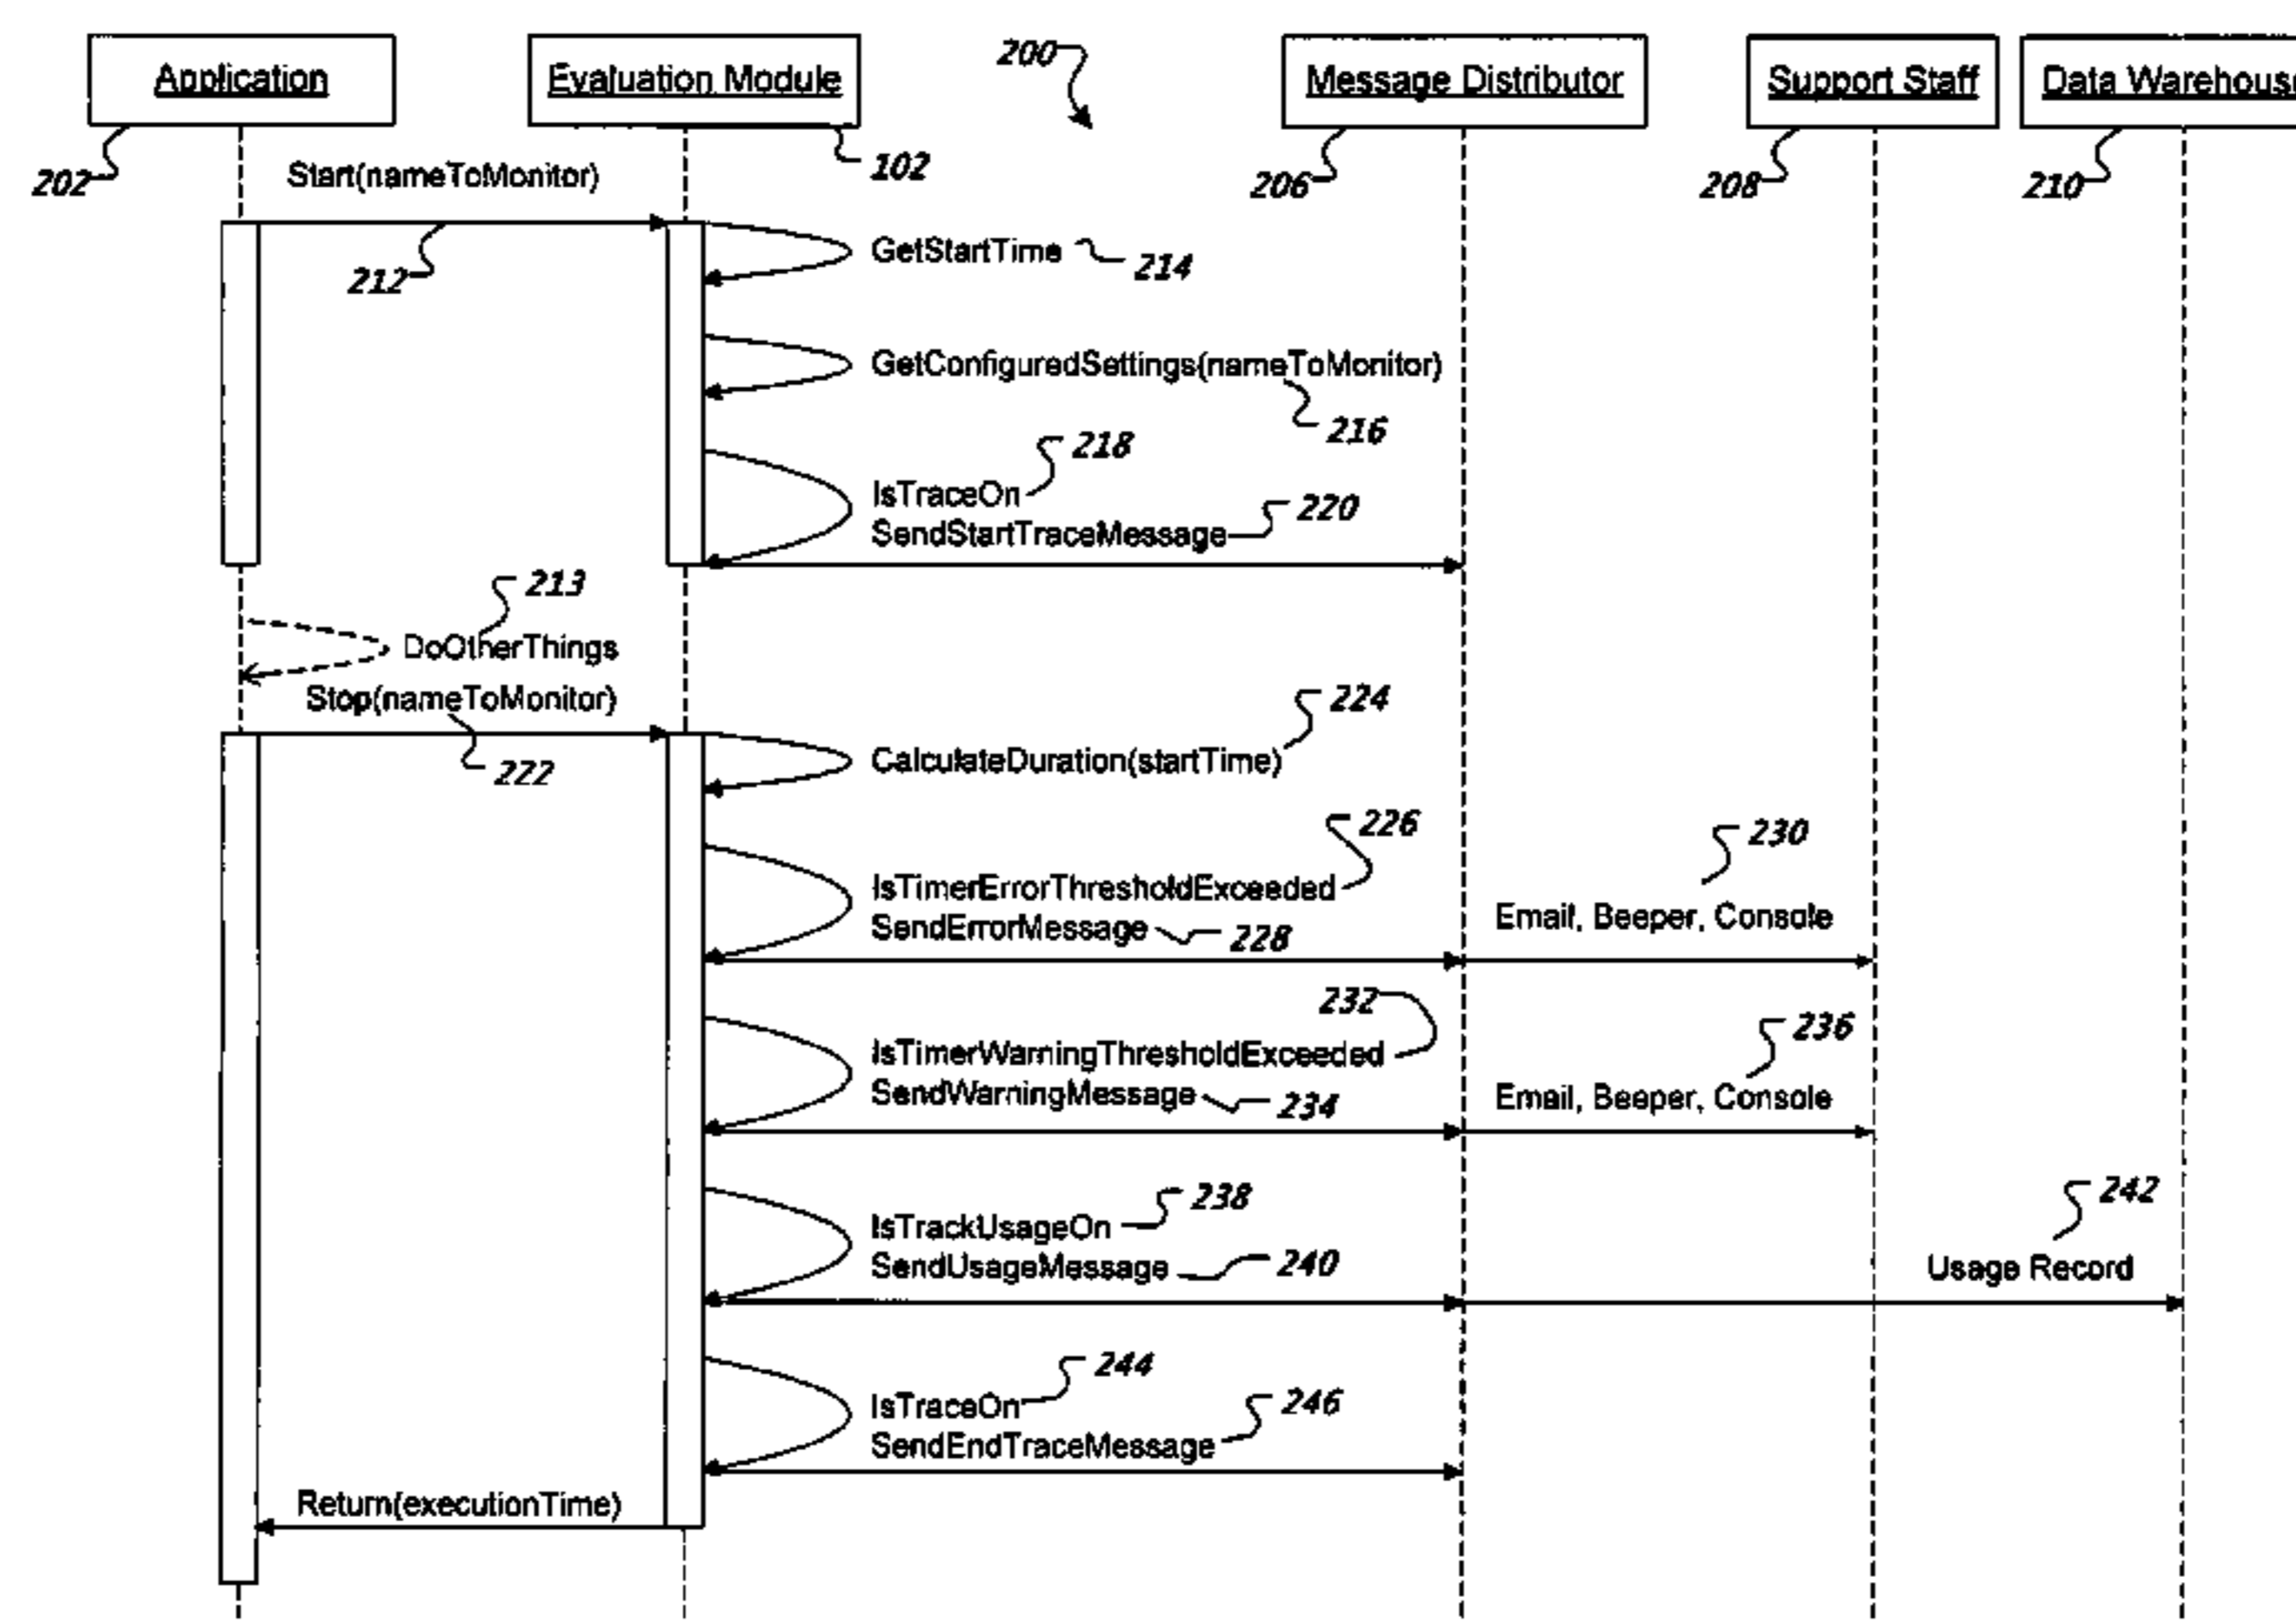 Application
Evaluation Module
200
Message Distributor
Support Staff
Data Warehouse
202
102
206
208
210
Start(nameToMonitor)
212
GetStartTime
214
GetConfiguredSettings(nameToMonitor)
216
218
IsTraceOn
220
SendStartTraceMessage
213
DoOtherThings
Stop(nameToMonitor)
222
224
CalculateDuration(startTime)
226
IsTimerErrorThresholdExceeded
SendErrorMessage
228
230
Email, Beeper, Console
232
IsTimerWarningThresholdExceeded
SendWarningMessage
234
236
Email, Beeper, Console
238
IsTrackUsageOn
SendUsageMessage
240
242
Usage Record
244
IsTraceOn
246
SendEndTraceMessage
Return(executionTime)